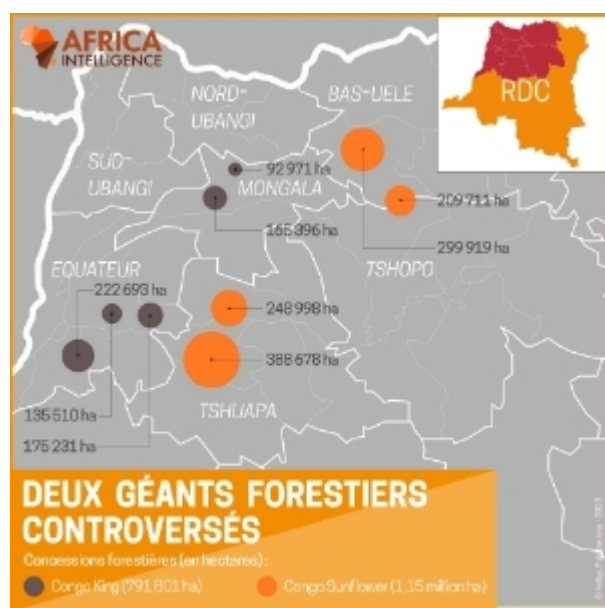 AFRICA
INTELLIGENCE
RDC
NORD-
UBANGI
BAS-UELE
SUD-
UBANGI
92 971 ha
MONGALA
165 396 ha
209 711 ha
299 919 ha
EQUATEUR
TSHOPO
222 693 ha
248 998 ha
388 678 ha
135 510 ha
175 231 ha
TSHUAPA
DEUX GÉANTS FORESTIERS
CONTROVERSÉS
Concessions forestières (en hectares) :
Congo King (791 801 ha)
Congo Sunflower (1,15 million ha)